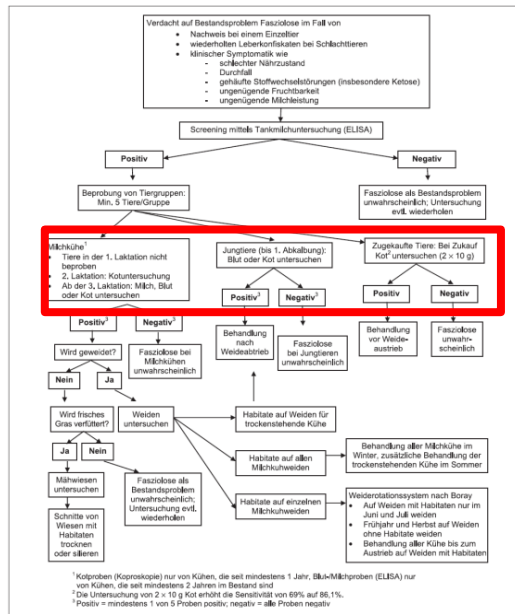 Verdacht auf Bestandsproblem Fasziolose im Fall von
• Nachweis bei einem Einzeltier
• wiederholten Leberkonfiskaten bei Schlachttieren
• klinischer Symptomatik wie
- schlechter Nährzustand
- Durchfall
- gehäufte Stoffwechselstörungen (insbesondere Ketose)
- ungenügende Fruchtbarkeit
- ungenügende Milchleistung
Screening mittels Tankmilchuntersuchung (ELISA)
Positiv
Negativ
Beprobung von Tiergruppen:
Min. 5 Tiere/Gruppe
Fasziolose als Bestandsproblem
unwahrscheinlich; Untersuchung
evtl. wiederholen
Milchkühe¹
• Tiere in der 1. Laktation nicht
beproben
• 2. Laktation: Kotuntersuchung
• Ab der 3. Laktation: Milch, Blut
oder Kot untersuchen
Jungtiere (bis 1. Abkalbung):
Blut oder Kot untersuchen
Zugekaufte Tiere: Bei Zukauf
Kot² untersuchen (2 × 10 g)
Positiv³
Negativ³
Positiv
Negativ
Positiv³
Negativ³
Behandlung
nach
Weideabtrieb
Fasziolose
bei Jungtieren
unwahrscheinlich
Behandlung
vor Weide-
austrieb
Fasziolose
unwahr-
scheinlich
Wird geweidet?
Fasziolose bei
Milchkühen
unwahrscheinlich
Nein
Ja
Wird frisches
Gras verfüttert?
Weiden
untersuchen
Habitate auf Weiden für
trockenstehende Kühe
Ja
Nein
Habitate auf allen
Milchkuhweiden
Behandlung aller Milchkühe im
Winter, zusätzliche Behandlung der
trockenstehenden Kühe im Sommer
Mähwiesen
untersuchen
Fasziolose als
Bestandsproblem
unwahrscheinlich;
Untersuchung evtl.
wiederholen
Habitate auf einzelnen
Milchkuhweiden
Weiderotationssystem nach Boray
• Auf Weiden mit Habitaten nur im
Juni und Juli weiden
• Frühjahr und Herbst auf Weiden
ohne Habitate weiden
• Behandlung aller Kühe bis zum
Austrieb auf Weiden mit Habitaten
Schnitte von
Wiesen mit
Habitaten
trocknen
oder silieren
¹ Kotproben (Koproskopie) nur von Kühen, die seit mindestens 1 Jahr, Blut-/Milchproben (ELISA) nur
von Kühen, die seit mindestens 2 Jahren im Bestand sind
² Die Untersuchung von 2 × 10 g Kot erhöht die Sensitivität von 69% auf 86,1%.
³ Positiv = mindestens 1 von 5 Proben positiv; negativ = alle Proben negativ